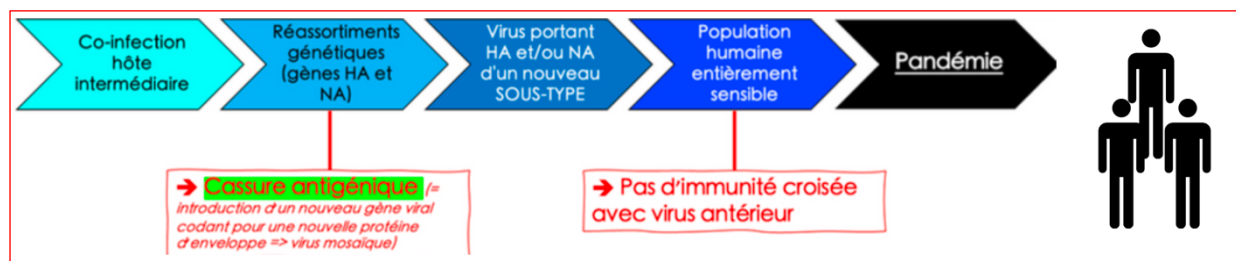 Co-infection
hôte
intermédiaire
Réassortiments
génétiques
(gènes HA et
NA)
Virus portant
HA et/ou NA
d'un nouveau
SOUS-TYPE
Population
humaine
entièrement
sensible
Pandémie
➔ Cassure antigénique (=
introduction d'un nouveau gène viral
codant pour une nouvelle protéine
d'enveloppe => virus mosaïque)
➔ Pas d'immunité croisée
avec virus antérieur